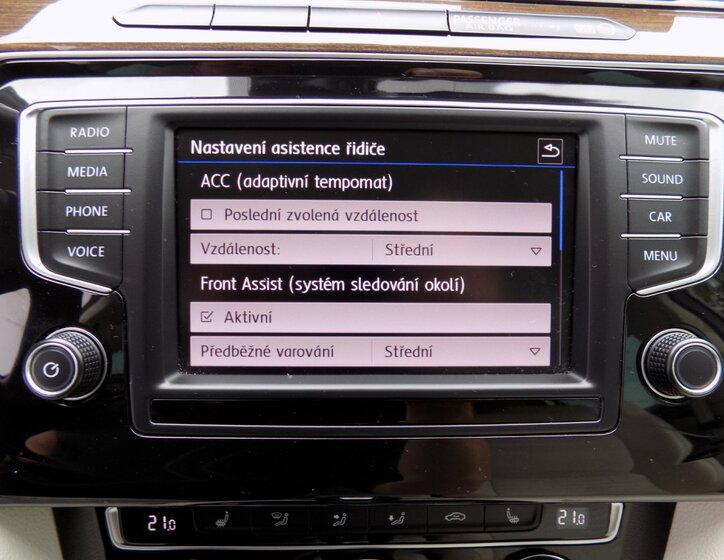 PASSENGER
AIR BAG
RADIO
MEDIA
PHONE
VOICE
Nastavení asistence řidiče
ACC (adaptivní tempomat)
Poslední zvolená vzdálenost
Vzdálenost: Střední
Front Assist (systém sledování okolí)
Aktivní
Předběžné varování Střední
MUTE
SOUND
CAR
MENU
21.0
21.0